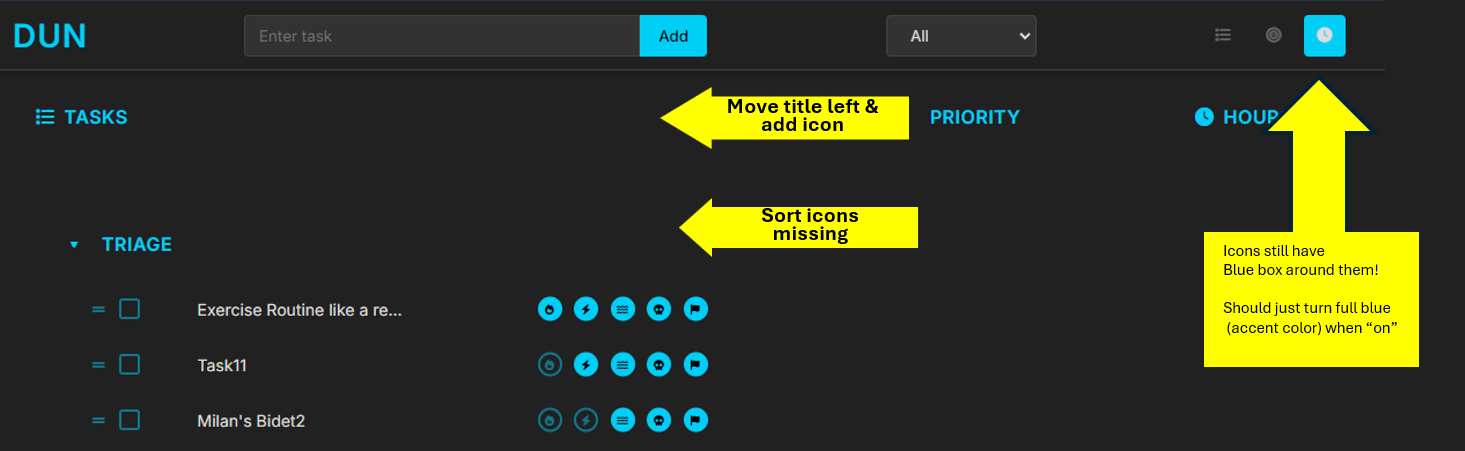 DUN
Enter task
Add
All
TASKS
Move title left &
add icon
PRIORITY
HOUR
Sort icons
missing
TRIAGE
Icons still have
Blue box around them!
Should just turn full blue
(accent color) when “on”
Exercise Routine like a re...
Task11
Milan's Bidet2